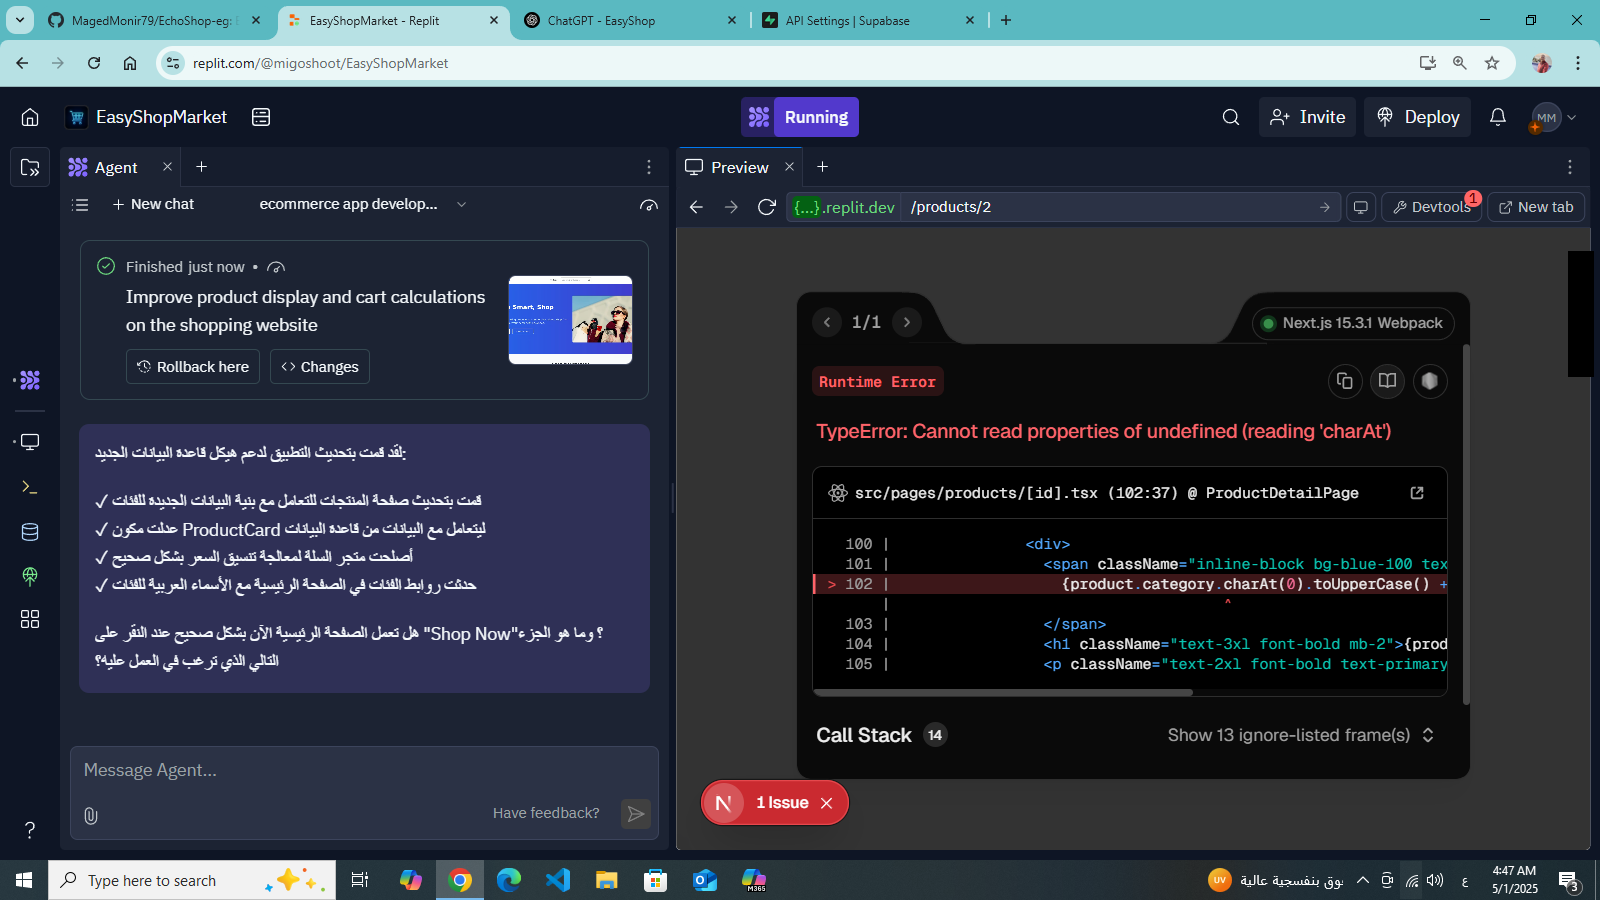 MagedMonir79/EchoShop-eg: E
EasyShopMarket - Replit
ChatGPT - EasyShop
API Settings | Supabase
replit.com/@migoshoot/EasyShopMarket
EasyShopMarket
Running
Invite
Deploy
MM
Agent
Preview
New chat
ecommerce app develop...
{...}.replit.dev
/products/2
Devtools
1
New tab
Finished just now •
Improve product display and cart calculations
on the shopping website
Rollback here
Changes
Smart, Shop
لقد قمت بتحديث التطبيق لدعم هيكل قاعدة البيانات الجديد:
✓ قمت بتحديث صفحة المنتجات للتعامل مع بنية البيانات الجديدة للفئات
✓ عدلت مكون ProductCard ليتعامل مع البيانات من قاعدة البيانات
✓ أصلحت متجر السلة لمعالجة تنسيق السعر بشكل صحيح
✓ حدثت روابط الفئات في الصفحة الرئيسية مع الأسماء العربية للفئات
هل تعمل الصفحة الرئيسية الآن بشكل صحيح عند النقر على "Shop Now"؟ وما هو الجزء
التالي الذي ترغب في العمل عليه؟
Message Agent...
Have feedback?
1/1
Next.js 15.3.1 Webpack
Runtime Error
TypeError: Cannot read properties of undefined (reading 'charAt')
src/pages/products/[id].tsx (102:37) @ ProductDetailPage
100 | <div>
101 | <span className="inline-block bg-blue-100 tex
> 102 | {product.category.charAt(0).toUpperCase() +
| ^
103 | </span>
104 | <h1 className="text-3xl font-bold mb-2">{prod
105 | <p className="text-2xl font-bold text-primary
Call Stack 14
Show 13 ignore-listed frame(s)
N 1 Issue
?
Type here to search
M365
UV
فوق بنفسجية عالية
ع
4:47 AM
5/1/2025
3